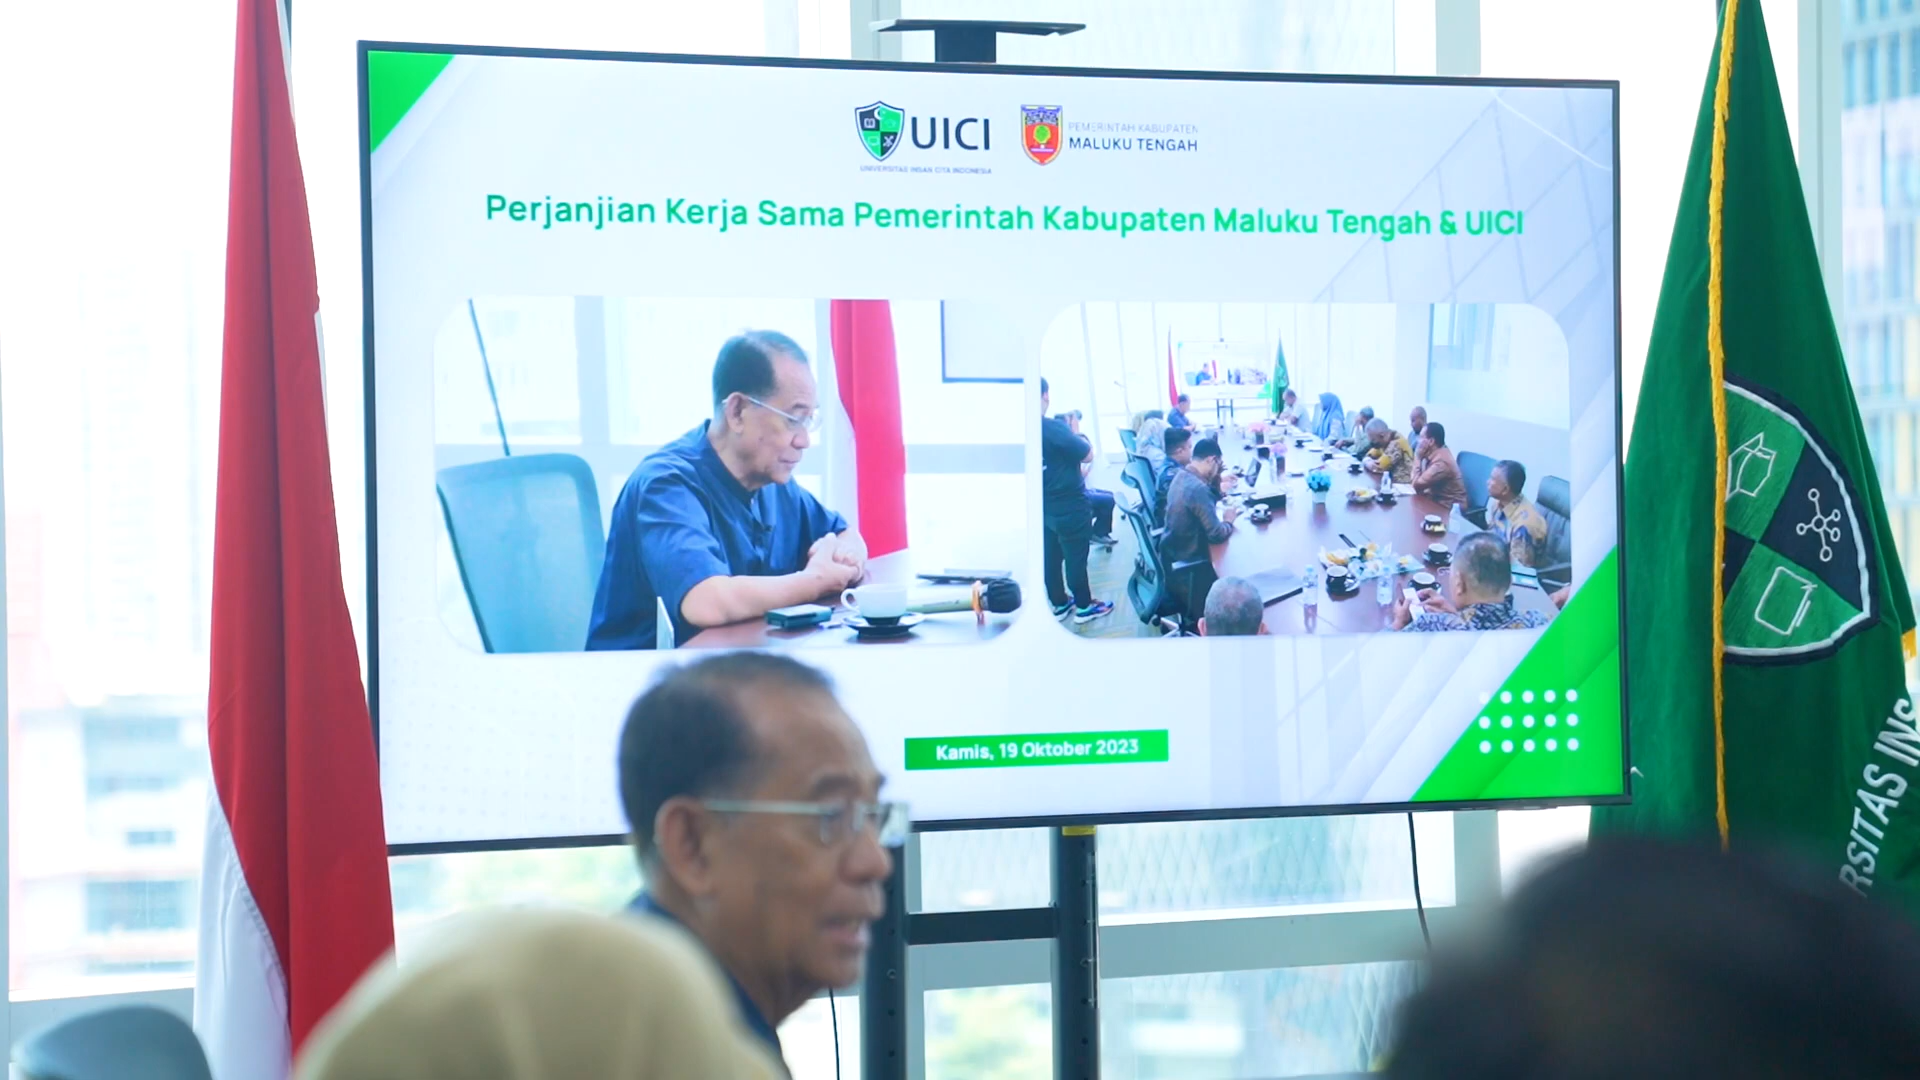 UICI
UNIVERSITAS INSAN CITA INDONESIA
PEMERINTAH KABUPATEN
MALUKU TENGAH
Perjanjian Kerja Sama Pemerintah Kabupaten Maluku Tengah & UICI
Kamis, 19 Oktober 2023
RSITAS INS